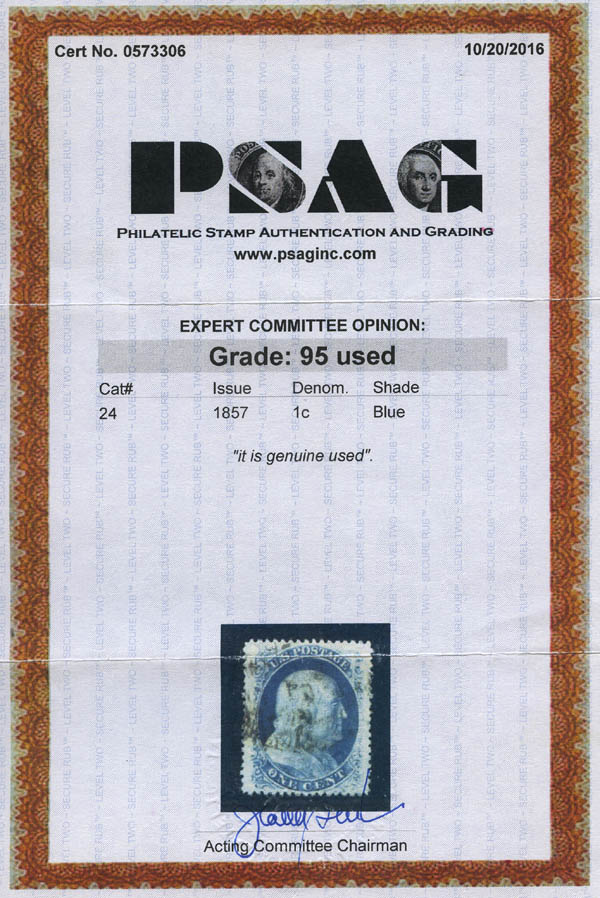 Cert No. 0573306 10/20/2016
PSAG
PHILATELIC STAMP AUTHENTICATION AND GRADING
www.psaginc.com
EXPERT COMMITTEE OPINION:
Grade: 95 used
Cat# Issue Denom. Shade
24 1857 1c Blue
"it is genuine used".
U.S. POSTAGE
ONE CENT
Acting Committee Chairman